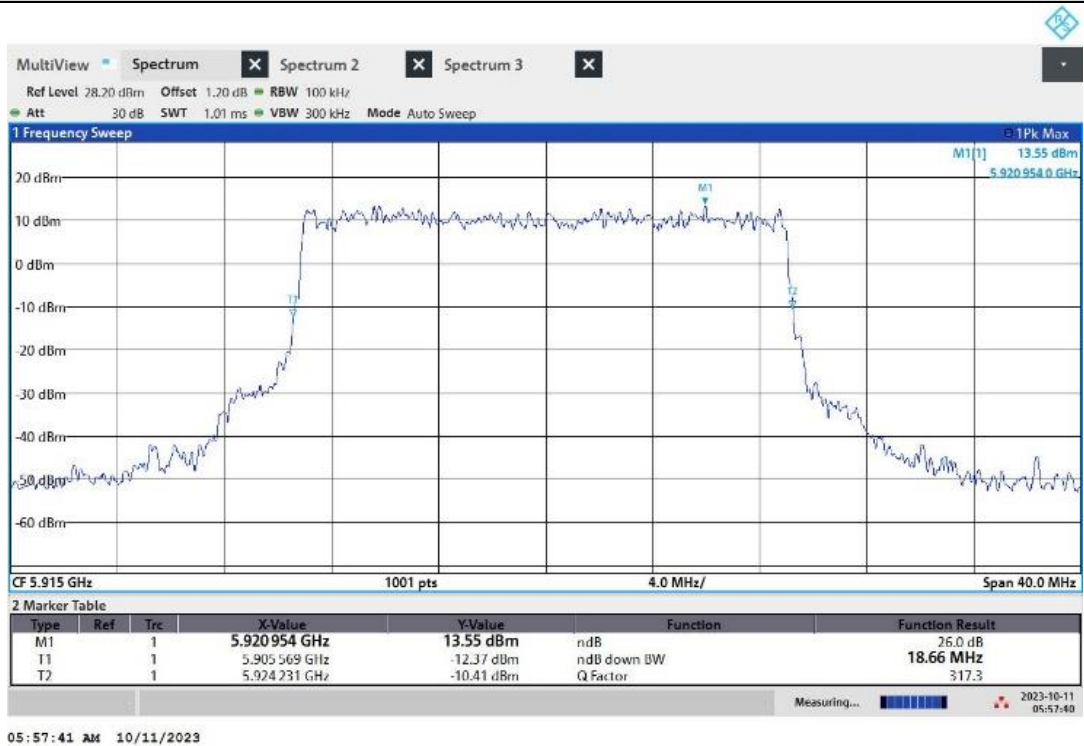 MultiView Spectrum X Spectrum 2 X Spectrum 3 X
Ref Level 28.20 dBm Offset 1.20 dB RBW 100 kHz
Att 30 dB SWT 1.01 ms VBW 300 kHz Mode Auto Sweep
1 Frequency Sweep 1Pk Max
M1[1] 13.55 dBm
5.920 954 0 GHz
20 dBm
M1
10 dBm
0 dBm
T1 T2
-10 dBm
-20 dBm
-30 dBm
-40 dBm
-50 dBm
-60 dBm
CF 5.915 GHz 1001 pts 4.0 MHz/ Span 40.0 MHz
2 Marker Table
Type Ref Trc X-Value Y-Value Function Function Result
M1 1 5.920 954 GHz 13.55 dBm ndB 26.0 dB
T1 1 5.905 569 GHz -12.37 dBm ndB down BW 18.66 MHz
T2 1 5.924 231 GHz -10.41 dBm Q Factor 317.3
Measuring... 2023-10-11
05:57:40
05:57:41 AM 10/11/2023